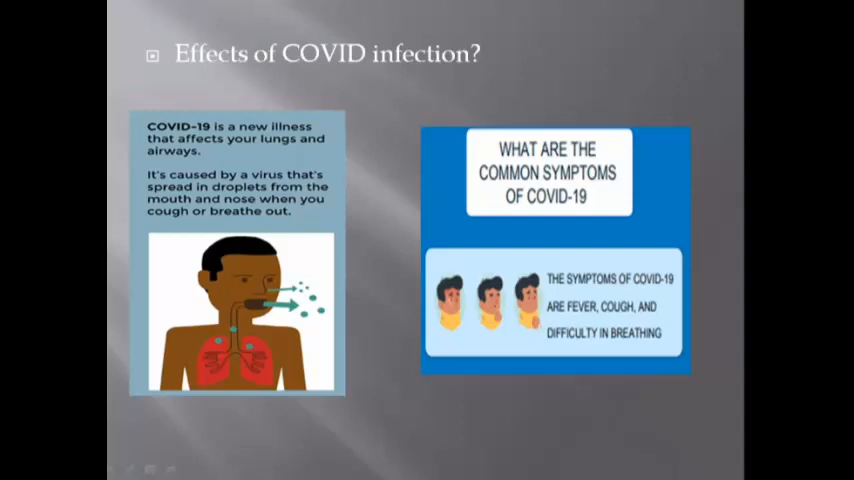 Effects of COVID infection?
COVID-19 is a new illness
that affects your lungs and
airways.
It's caused by a virus that's
spread in droplets from the
mouth and nose when you
cough or breathe out.
WHAT ARE THE
COMMON SYMPTOMS
OF COVID-19
THE SYMPTOMS OF COVID-19
ARE FEVER, COUGH, AND
DIFFICULTY IN BREATHING